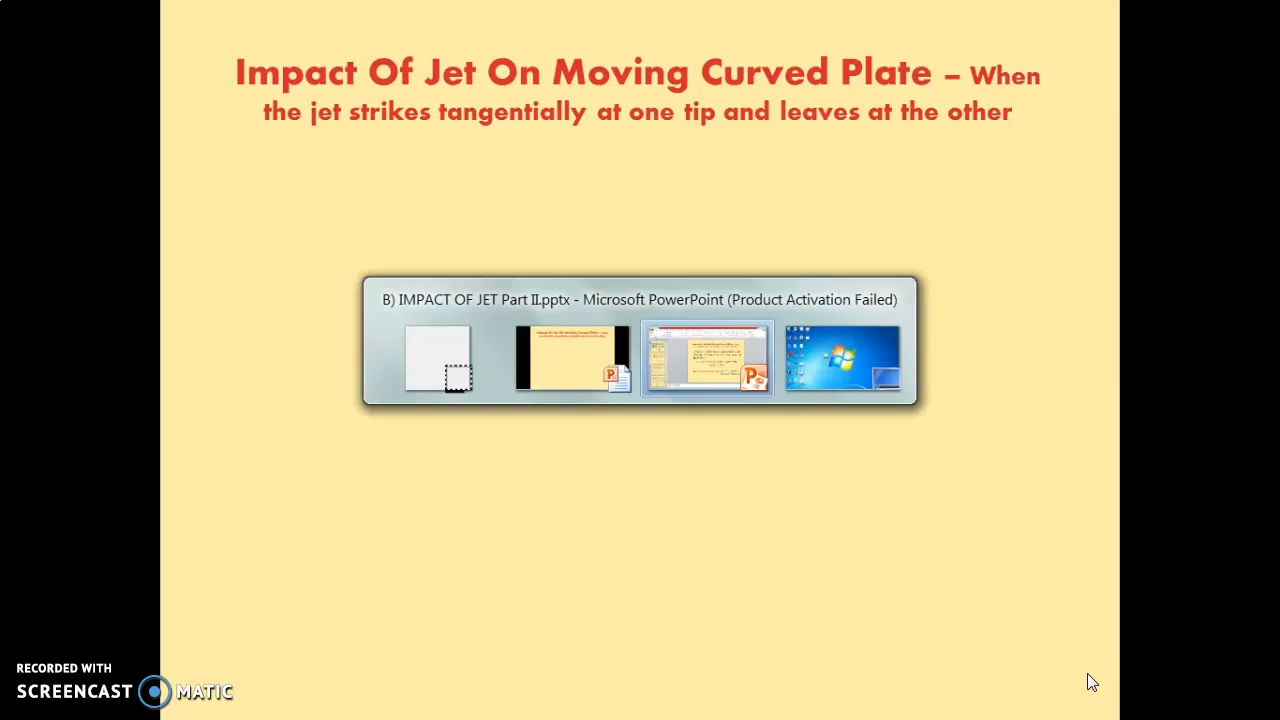 Impact Of Jet On Moving Curved Plate – When
the jet strikes tangentially at one tip and leaves at the other
B) IMPACT OF JET Part II.pptx - Microsoft PowerPoint (Product Activation Failed)
RECORDED WITH
SCREENCAST MATIC